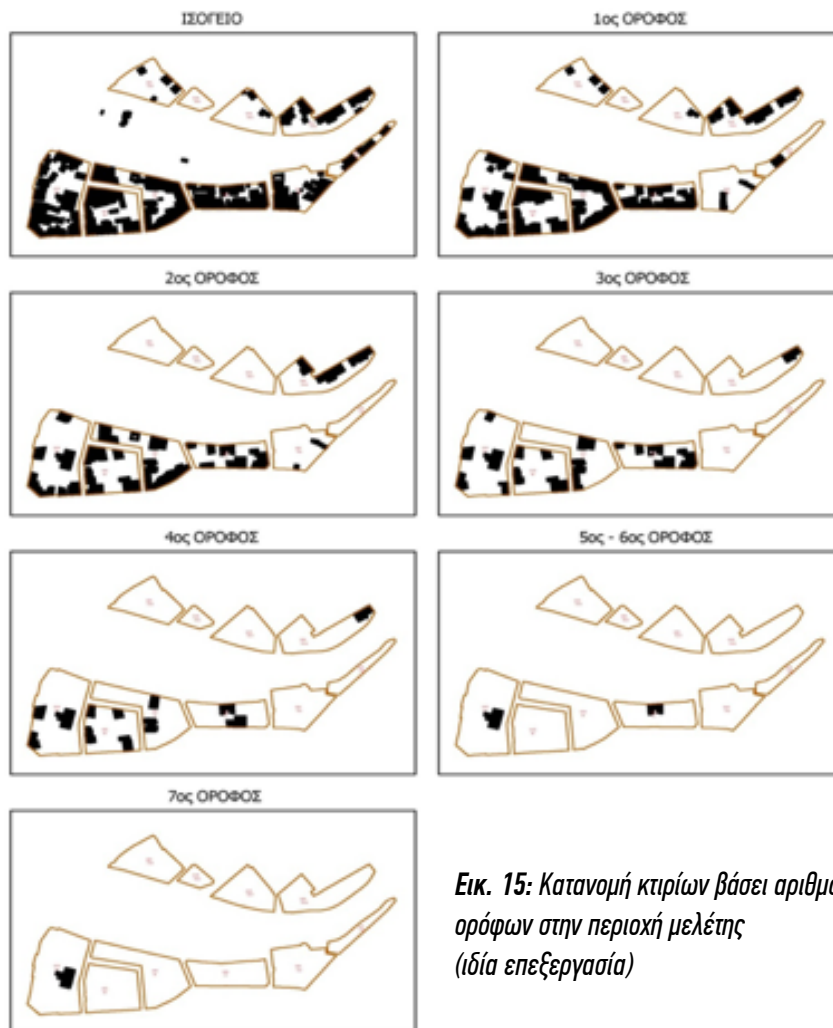 ΙΣΟΓΕΙΟ
1ος ΟΡΟΦΟΣ
2ος ΟΡΟΦΟΣ
3ος ΟΡΟΦΟΣ
4ος ΟΡΟΦΟΣ
5ος - 6ος ΟΡΟΦΟΣ
7ος ΟΡΟΦΟΣ
Εικ. 15: Κατανομή κτιρίων βάσει αριθμο
ορόφων στην περιοχή μελέτης
(ιδία επεξεργασία)